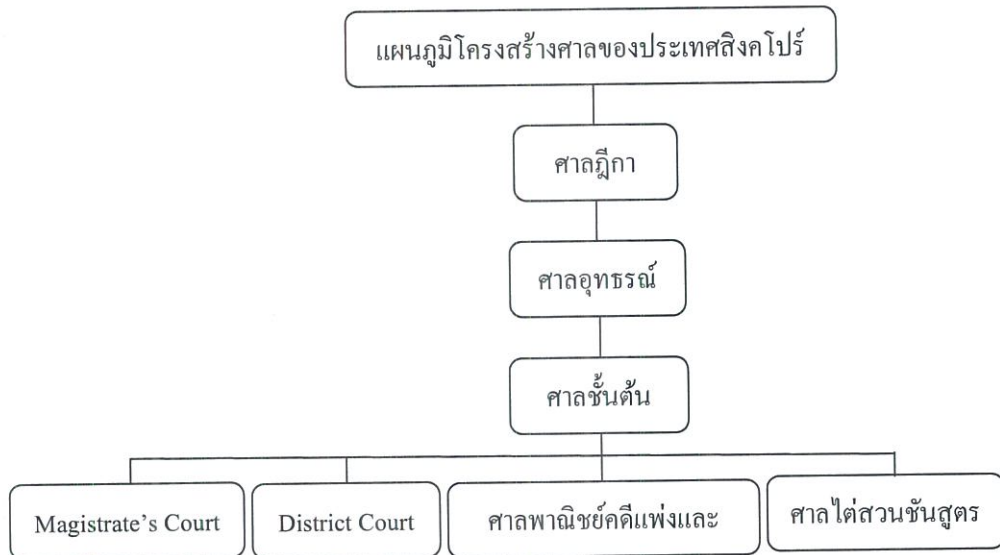 แผนภูมิโครงสร้างศาลของประเทศสิงคโปร์
ศาลฎีกา
ศาลอุทธรณ์
ศาลชั้นต้น
Magistrate's Court
District Court
ศาลพาณิชย์คดีแพ่งและ
ศาลไต่สวนชันสูตร